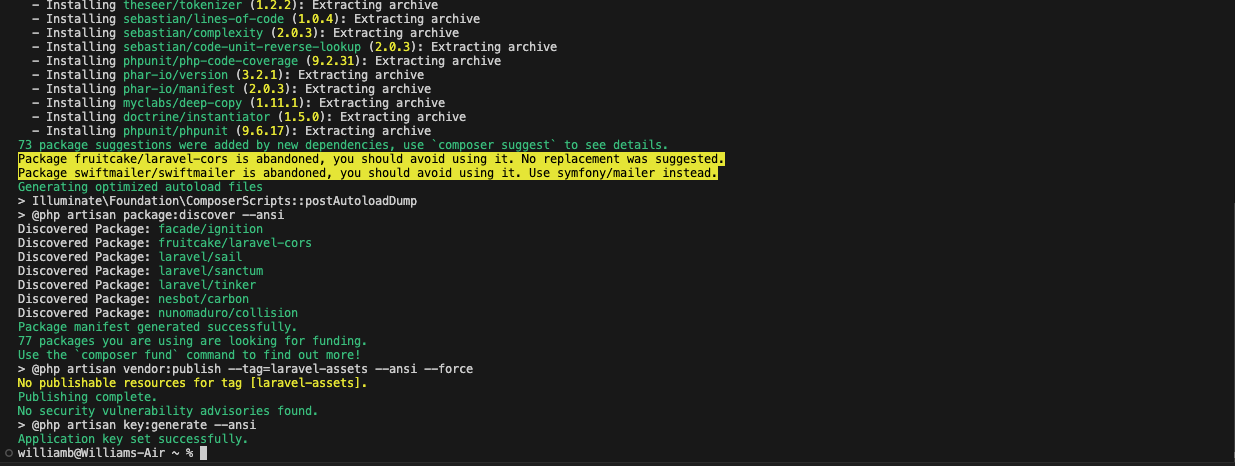 - Installing theseer/tokenizer (1.2.2): Extracting archive
- Installing sebastian/lines-of-code (1.0.4): Extracting archive
- Installing sebastian/complexity (2.0.3): Extracting archive
- Installing sebastian/code-unit-reverse-lookup (2.0.3): Extracting archive
- Installing phpunit/php-code-coverage (9.2.31): Extracting archive
- Installing phar-io/version (3.2.1): Extracting archive
- Installing phar-io/manifest (2.0.3): Extracting archive
- Installing myclabs/deep-copy (1.11.1): Extracting archive
- Installing doctrine/instantiator (1.5.0): Extracting archive
- Installing phpunit/phpunit (9.6.17): Extracting archive
73 package suggestions were added by new dependencies, use `composer suggest` to see details.
Package fruitcake/laravel-cors is abandoned, you should avoid using it. No replacement was suggested.
Package swiftmailer/swiftmailer is abandoned, you should avoid using it. Use symfony/mailer instead.
Generating optimized autoload files
> Illuminate\Foundation\ComposerScripts::postAutoloadDump
> @php artisan package:discover --ansi
Discovered Package: facade/ignition
Discovered Package: fruitcake/laravel-cors
Discovered Package: laravel/sail
Discovered Package: laravel/sanctum
Discovered Package: laravel/tinker
Discovered Package: nesbot/carbon
Discovered Package: nunomaduro/collision
Package manifest generated successfully.
77 packages you are using are looking for funding.
Use the `composer fund` command to find out more!
> @php artisan vendor:publish --tag=laravel-assets --ansi --force
No publishable resources for tag [laravel-assets].
Publishing complete.
No security vulnerability advisories found.
> @php artisan key:generate --ansi
Application key set successfully.
williamb@Williams-Air ~ %